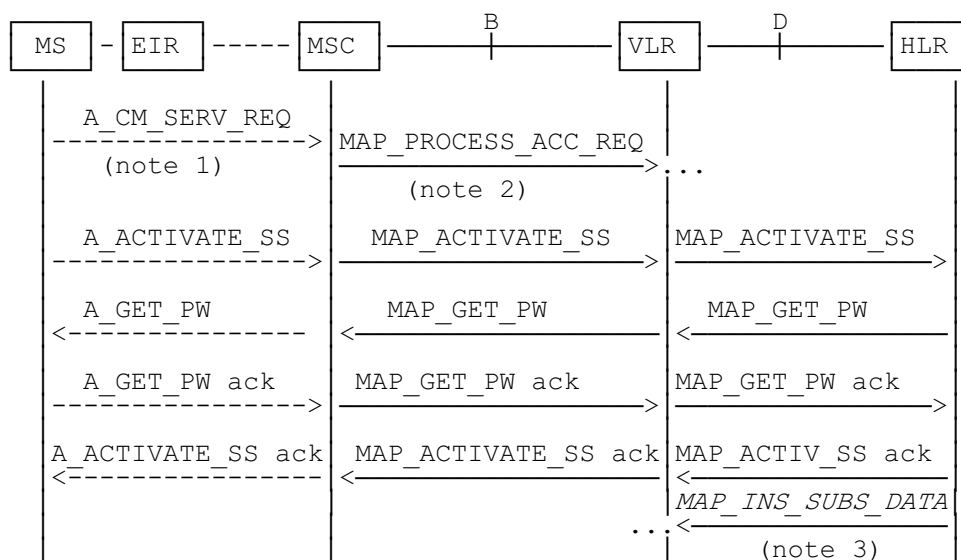 B D
MS EIR MSC VLR HLR
A_CM_SERV_REQ
MAP_PROCESS_ACC_REQ
(note 1) ...
(note 2)
A_ACTIVATE_SS MAP_ACTIVATE_SS MAP_ACTIVATE_SS
A_GET_PW MAP_GET_PW MAP_GET_PW
A_GET_PW ack MAP_GET_PW ack MAP_GET_PW ack
A_ACTIVATE_SS ack MAP_ACTIVATE_SS ack MAP_ACTIV_SS ack
MAP_INS_SUBS_DATA
...
(note 3)